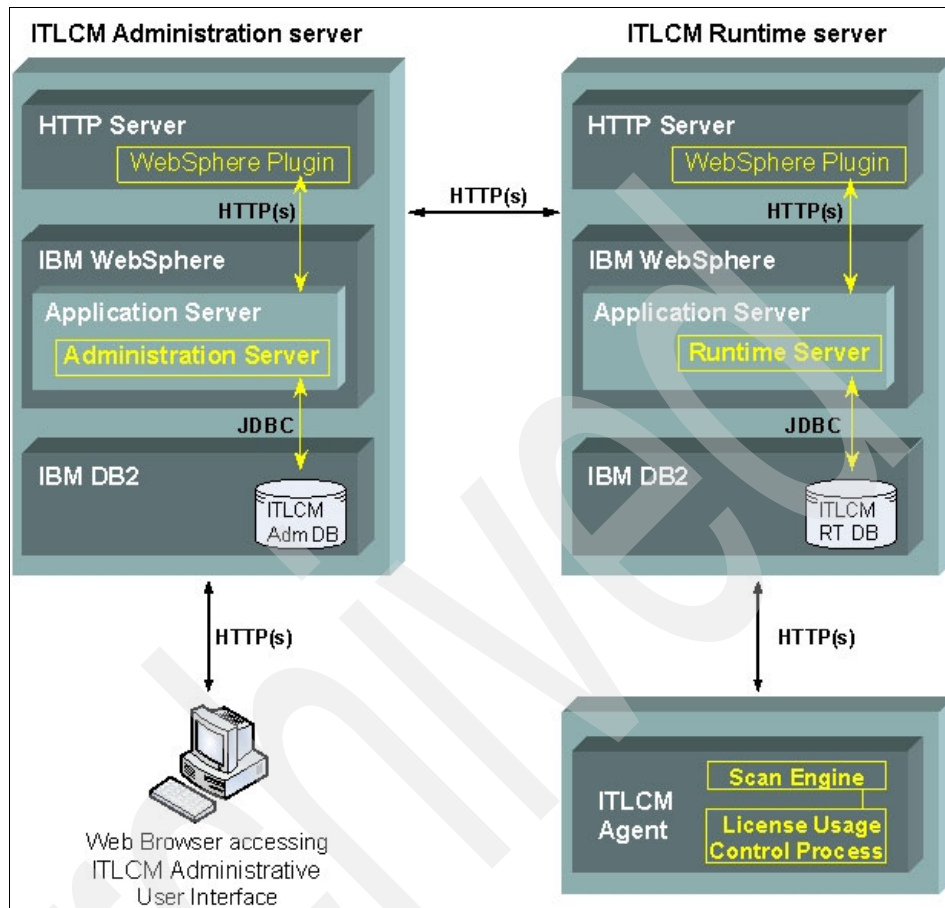 ITLCM Administration server
HTTP Server
WebSphere Plugin
HTTP(s)
IBM WebSphere
Application Server
Administration Server
JDBC
IBM DB2
ITLCM
Adm DB
HTTP(s)
ITLCM Runtime server
HTTP Server
WebSphere Plugin
HTTP(s)
IBM WebSphere
Application Server
Runtime Server
JDBC
IBM DB2
ITLCM
RT DB
HTTP(s)
Web Browser accessing
ITLCM Administrative
User Interface
HTTP(s)
ITLCM
Agent
Scan Engine
License Usage
Control Process